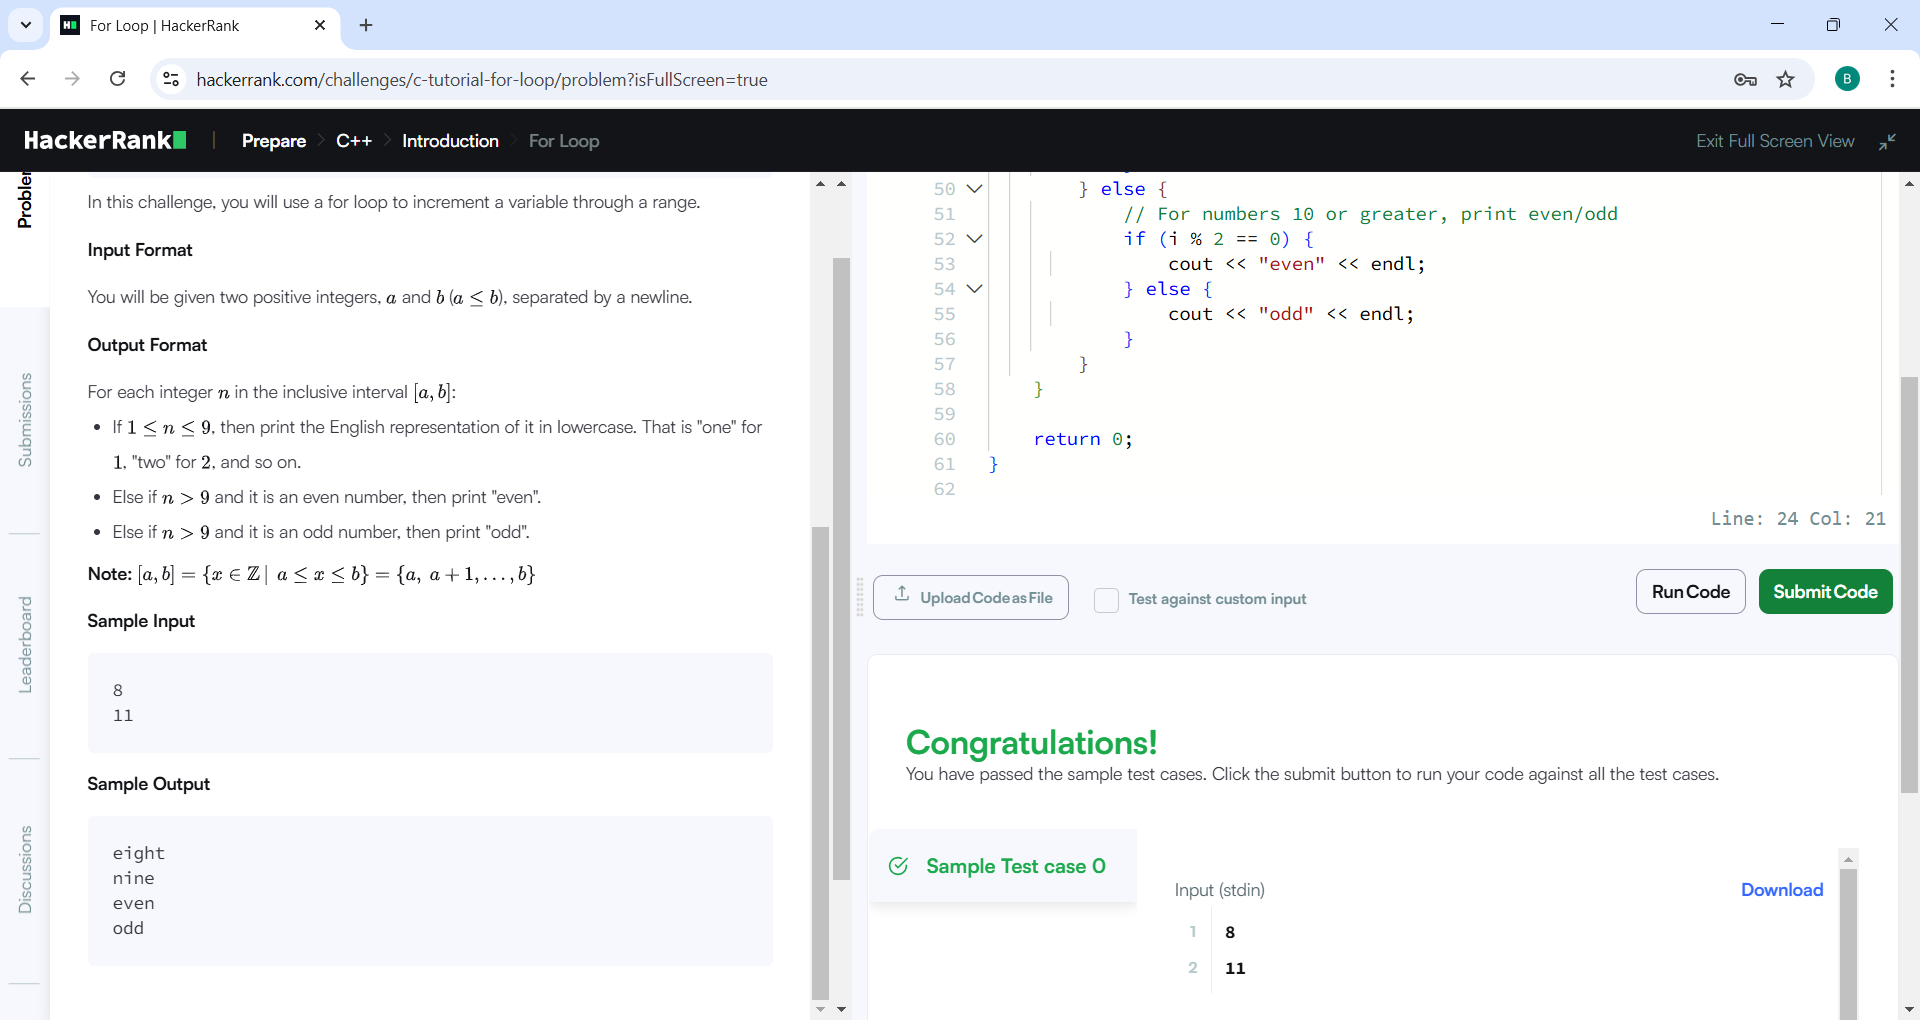 For Loop | HackerRank
hackerrank.com/challenges/c-tutorial-for-loop/problem?isFullScreen=true
B
HackerRank
Prepare
C++
Introduction
For Loop
Exit Full Screen View
Submissions
Leaderboard
Discussions
In this challenge, you will use a for loop to increment a variable through a range.
Input Format
You will be given two positive integers, a and b (a ≤ b), separated by a newline.
Output Format
For each integer n in the inclusive interval [a, b]:
• If 1 ≤ n ≤ 9, then print the English representation of it in lowercase. That is "one" for
1, "two" for 2, and so on.
• Else if n > 9 and it is an even number, then print "even".
• Else if n > 9 and it is an odd number, then print "odd".
Note: [a, b] = {x ∈ ℤ | a ≤ x ≤ b} = {a, a + 1, . . . , b}
Sample Input
8
11
Sample Output
eight
nine
even
odd
50 } else {
51 // For numbers 10 or greater, print even/odd
52 if (i % 2 == 0) {
53 cout << "even" << endl;
54 } else {
55 cout << "odd" << endl;
56 }
57 }
58 }
59
60 return 0;
61 }
62
Line: 24 Col: 21
Upload Code as File
Test against custom input
Run Code
Submit Code
Congratulations!
You have passed the sample test cases. Click the submit button to run your code against all the test cases.
Sample Test case 0
Input (stdin)
Download
1 8
2 11